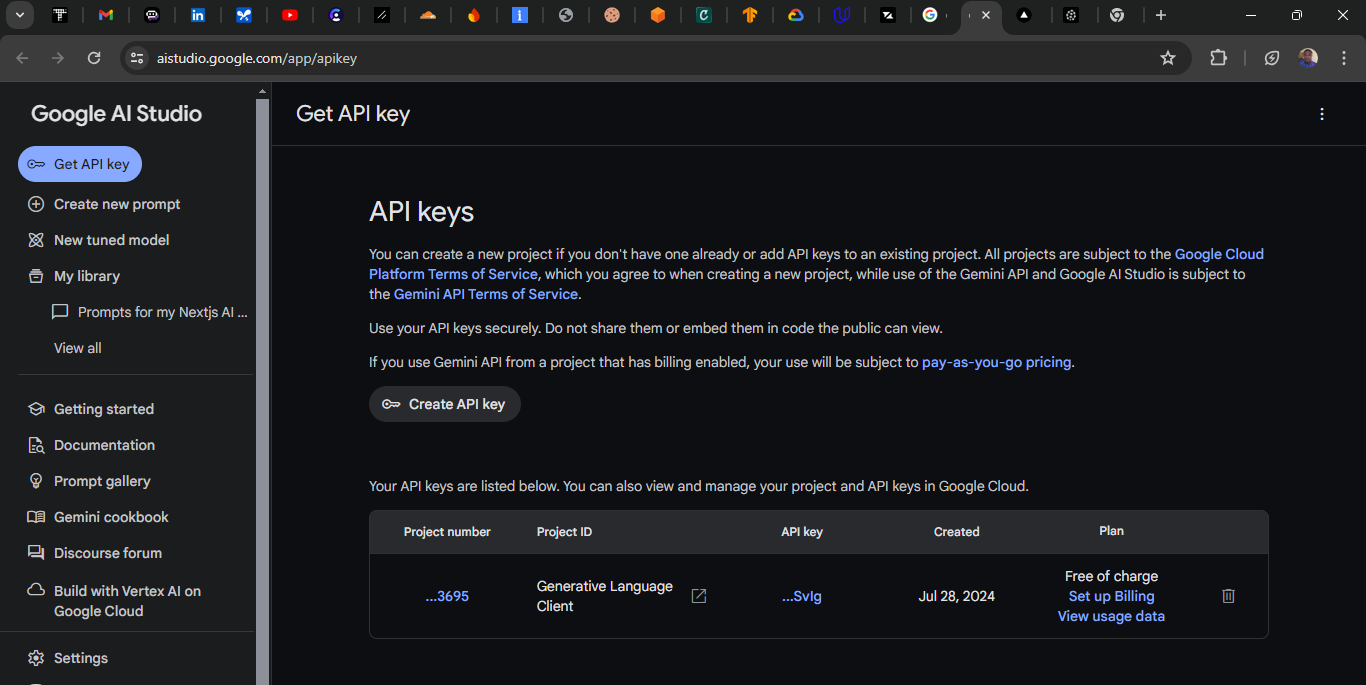 aistudio.google.com/app/apikey
Google AI Studio
Get API key
Create new prompt
New tuned model
My library
Prompts for my Nextjs AI ...
View all
Getting started
Documentation
Prompt gallery
Gemini cookbook
Discourse forum
Build with Vertex AI on
Google Cloud
Settings
Get API key
API keys
You can create a new project if you don't have one already or add API keys to an existing project. All projects are subject to the Google Cloud
Platform Terms of Service, which you agree to when creating a new project, while use of the Gemini API and Google AI Studio is subject to
the Gemini API Terms of Service.
Use your API keys securely. Do not share them or embed them in code the public can view.
If you use Gemini API from a project that has billing enabled, your use will be subject to pay-as-you-go pricing.
Create API key
Your API keys are listed below. You can also view and manage your project and API keys in Google Cloud.
Project number Project ID API key Created Plan
...3695 Generative Language Client ...SvIg Jul 28, 2024 Free of charge
Set up Billing
View usage data